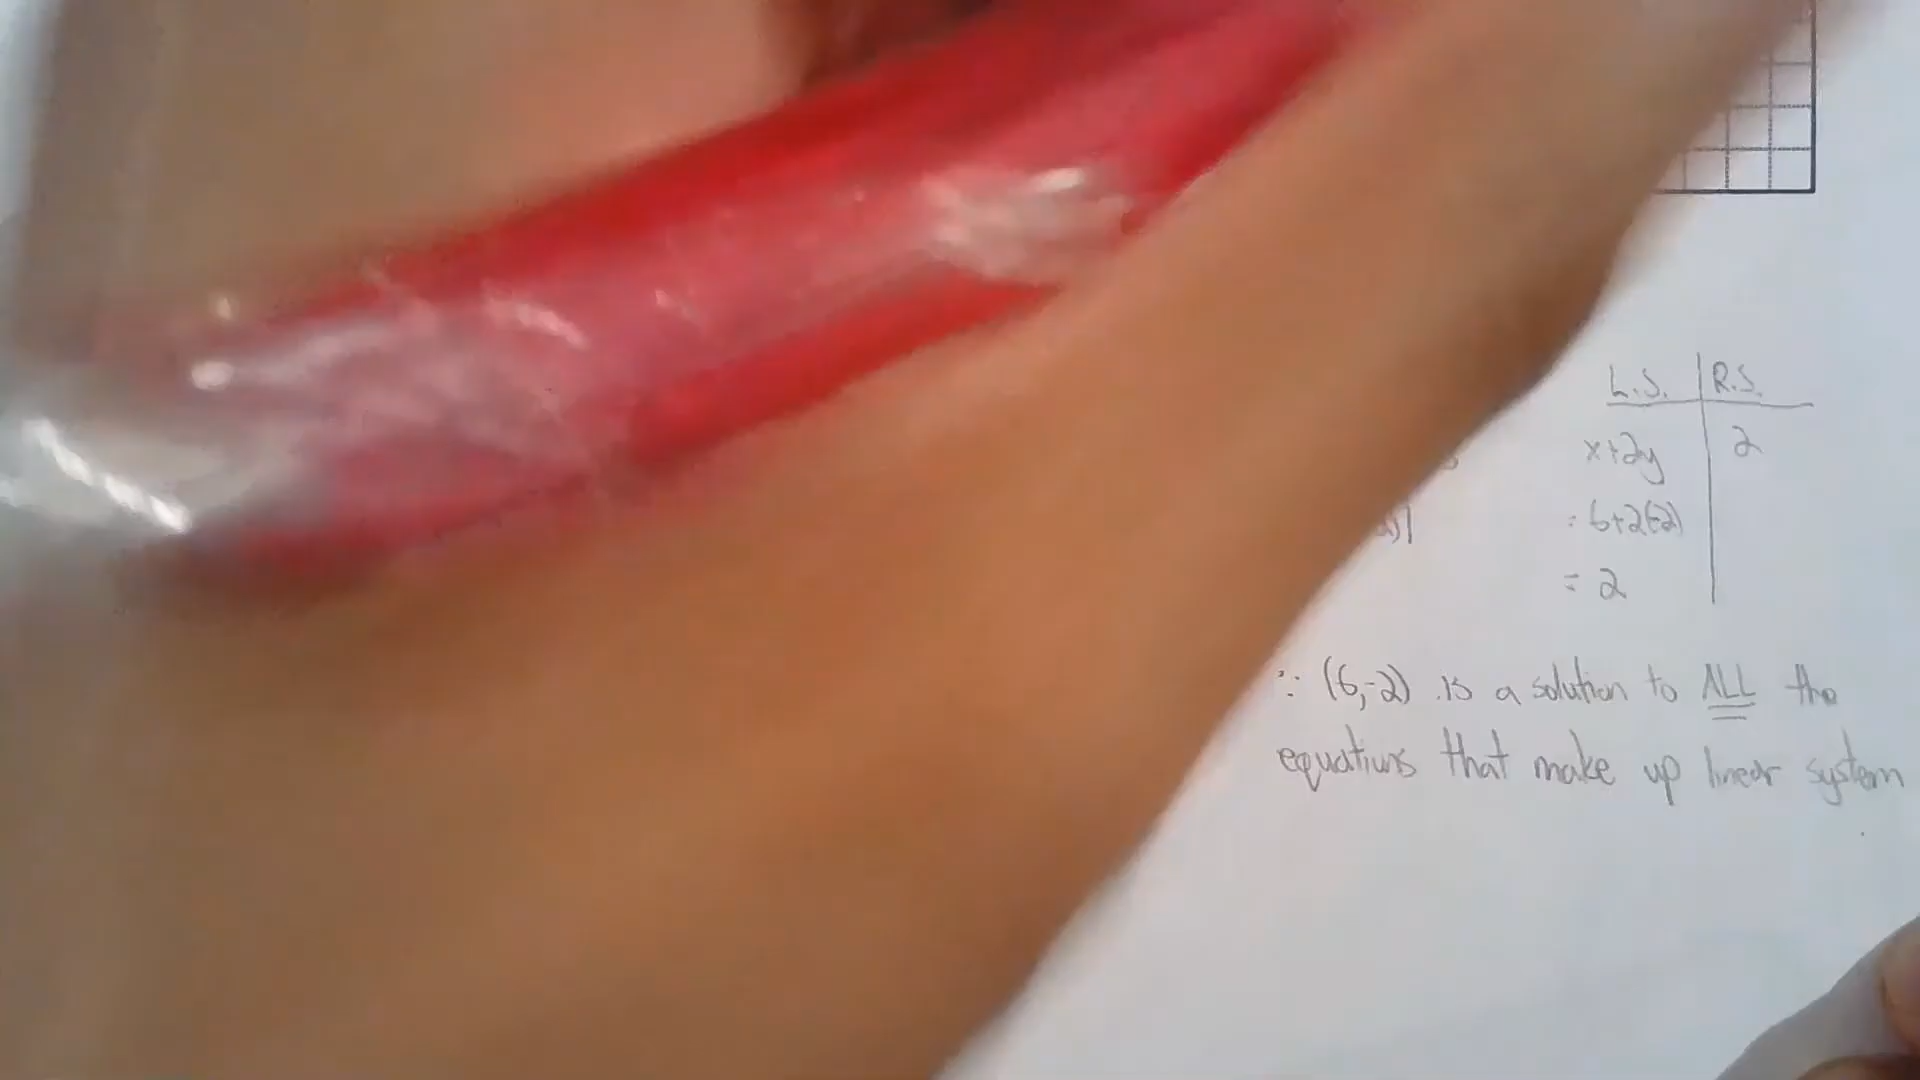 L.S. R.S.
x+2y 2
= 6+2(-2)
= 2
∵ (6,-2) is a solution to ALL the
equations that make up linear system